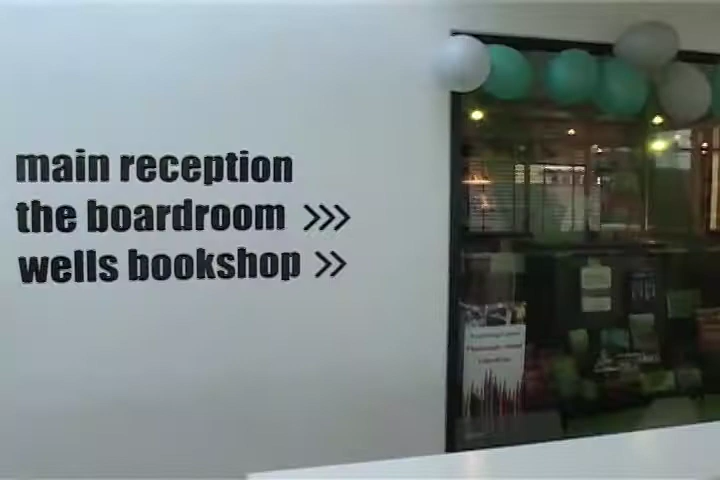 main reception
the boardroom >>>
wells bookshop >>